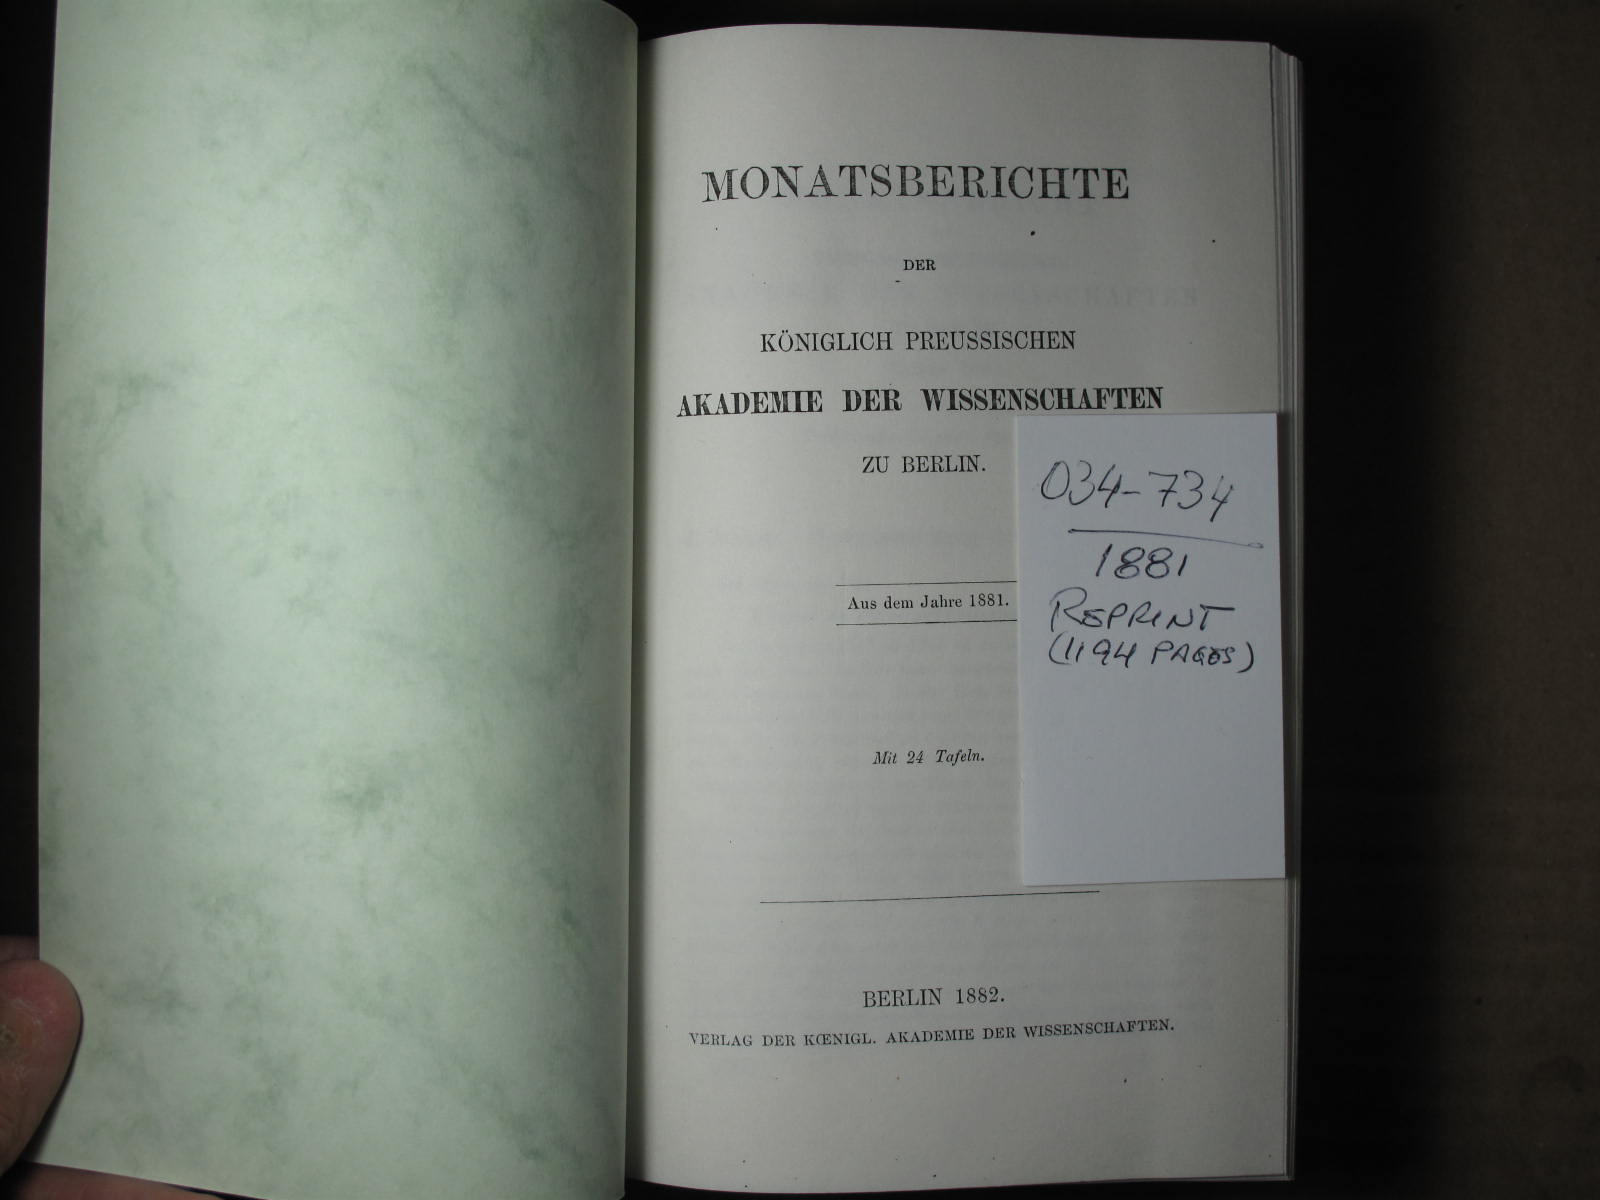 MONATSBERICHTE
DER
KÖNIGLICH PREUSSISCHEN
AKADEMIE DER WISSENSCHAFTEN
ZU BERLIN.
Aus dem Jahre 1881.
Mit 24 Tafeln.
BERLIN 1882.
VERLAG DER KŒNIGL. AKADEMIE DER WISSENSCHAFTEN.
034-734
1881
REPRINT
(1194 PAGES)